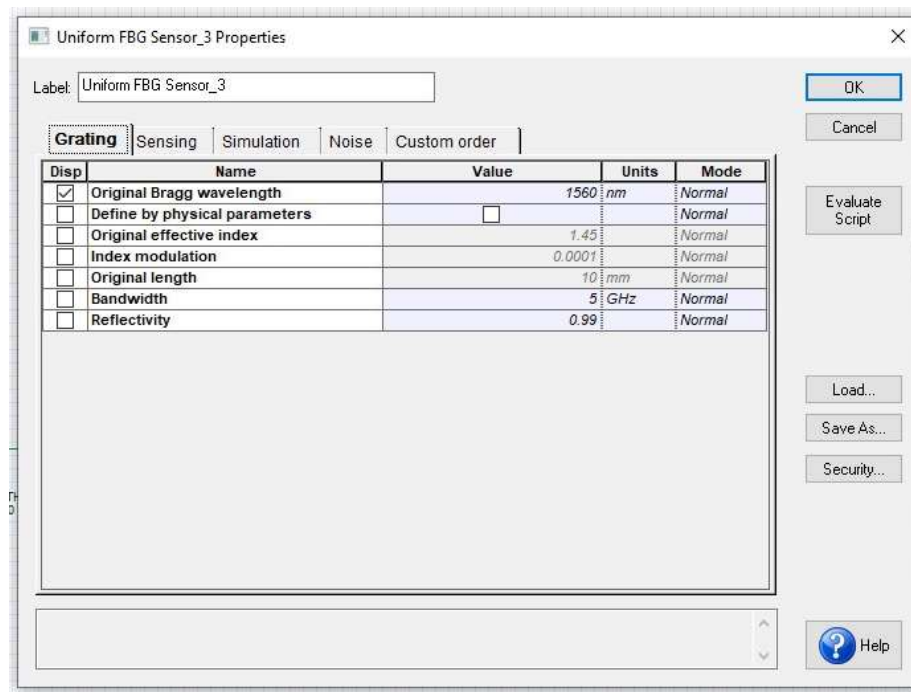 Uniform FBG Sensor_3 Properties
Label: Uniform FBG Sensor_3
OK
Cancel
Grating Sensing Simulation Noise Custom order
Disp Name Value Units Mode
Original Bragg wavelength 1560 nm Normal
Define by physical parameters Normal
Original effective index 1.45 Normal
Index modulation 0.0001 Normal
Original length 10 mm Normal
Bandwidth 5 GHz Normal
Reflectivity 0.99 Normal
Evaluate
Script
Load...
Save As...
Security...
Help